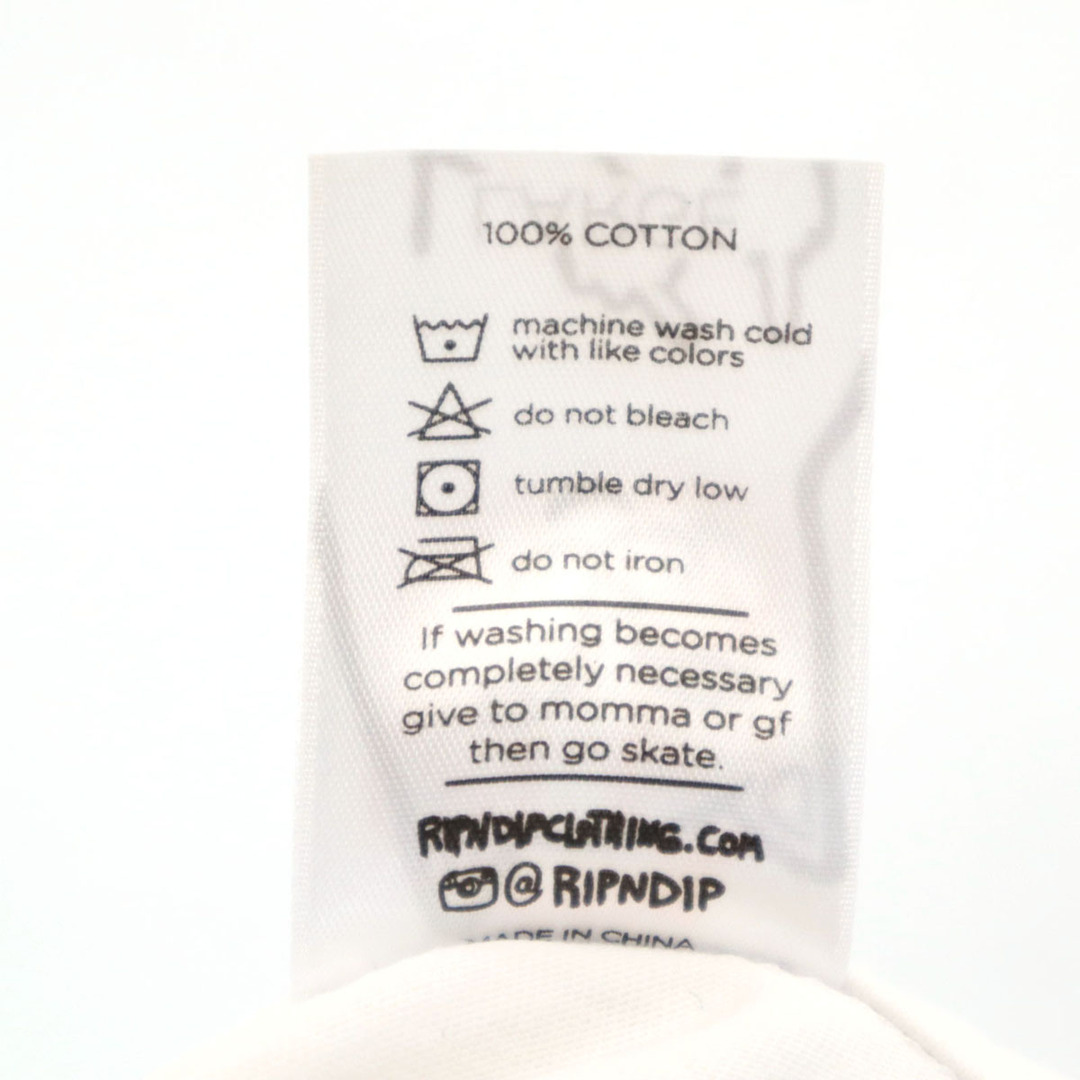 100% COTTON
machine wash cold
with like colors
do not bleach
tumble dry low
do not iron
If washing becomes
completely necessary
give to momma or gf
then go skate.
RIPNDIPCLOTHING.COM
@RIPNDIP
MADE IN CHINA